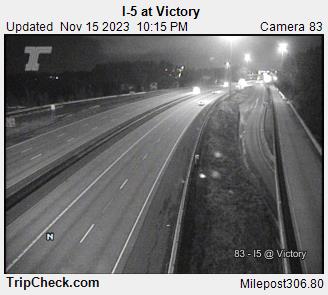 I-5 at Victory
Updated Nov 15 2023 10:15 PM Camera 83
T
N
83 - I5 @ Victory
TripCheck.com Milepost306.80